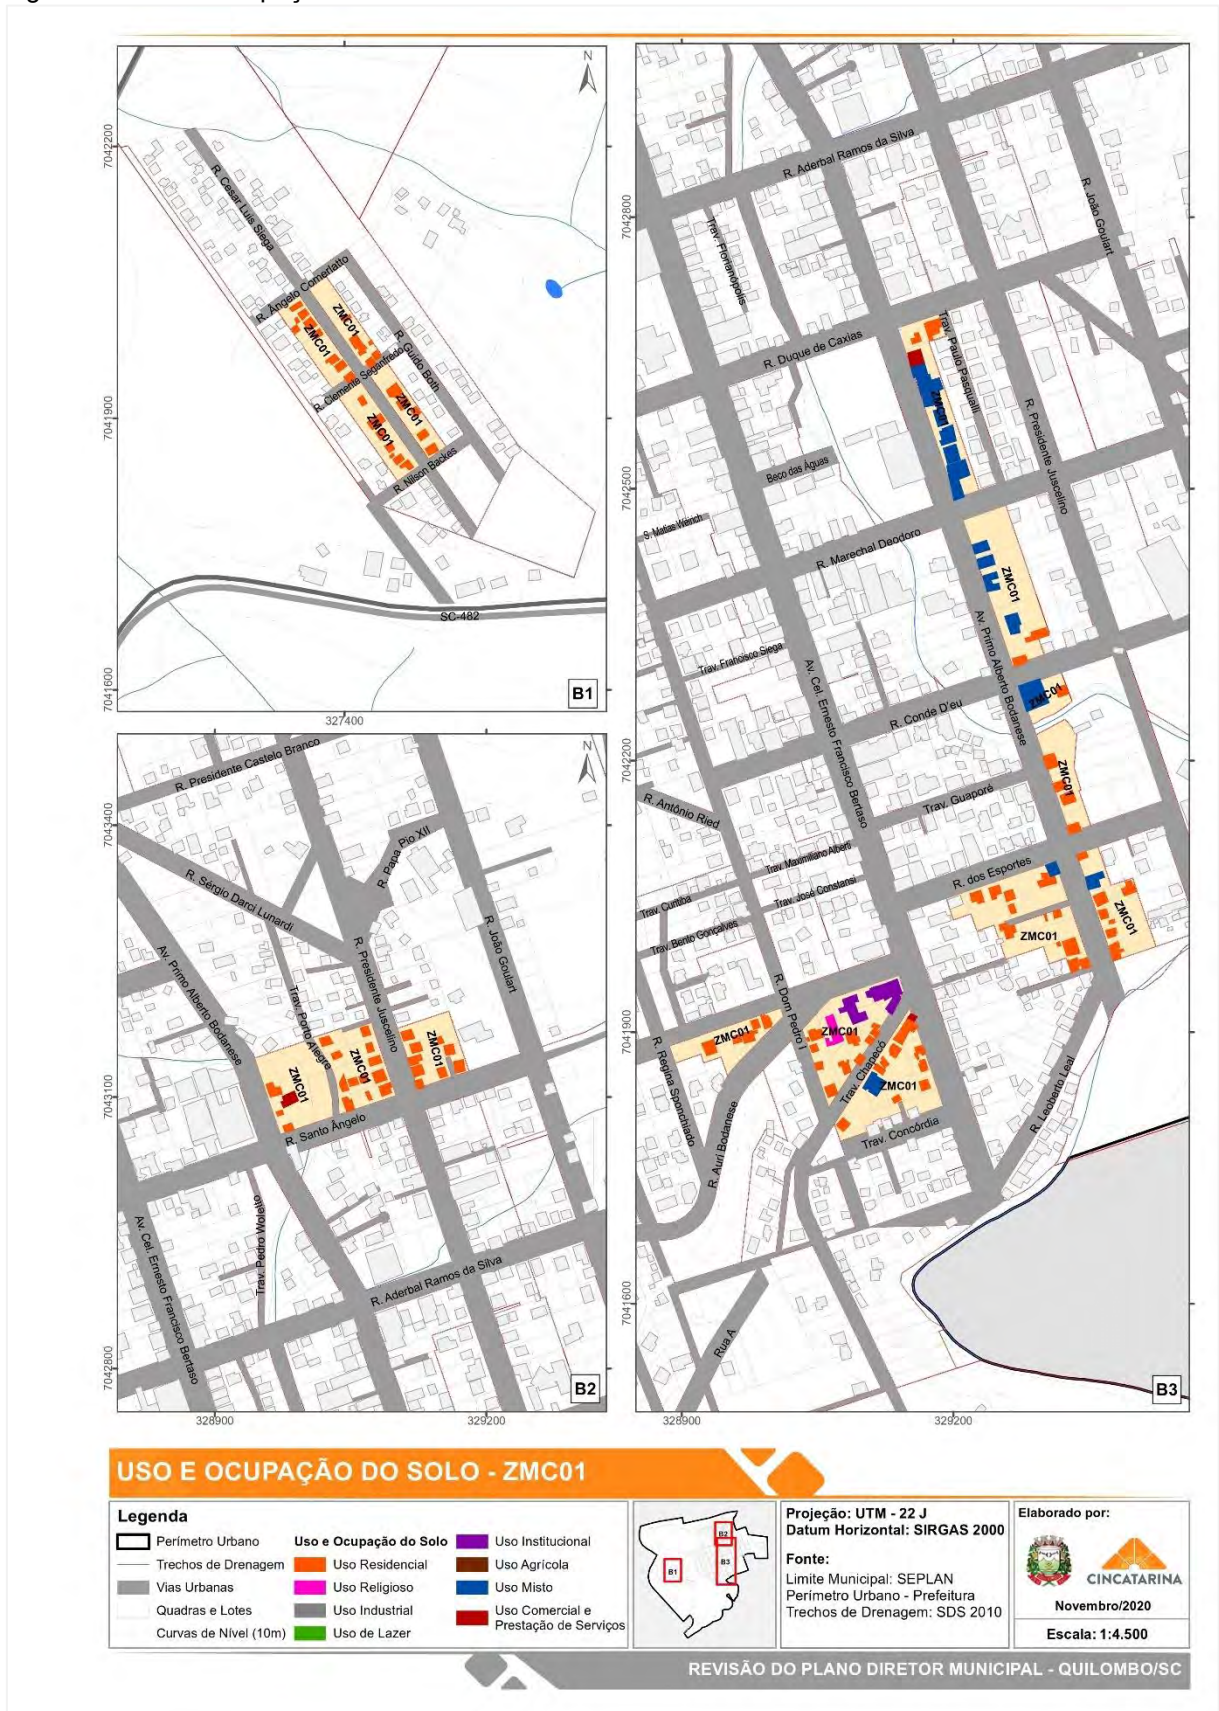 N
R. Cesar Luis Siega
R. Ângelo Comerlatto
ZMC01
ZMC01
R. Guido Both
R. Clemente Seganfredo
ZMC01
ZMC01
R. Nilson Backes
SC-482
B1
7042200
7041900
7041600
327400
N
R. Presidente Castelo Branco
R. Papa Pio XII
R. Sérgio Darci Lunardi
R. João Goulart
Av. Primo Alberto Bodanese
R. Presidente Juscelino
Trav. Porto Alegre
ZMC01
ZMC01
ZMC01
R. Santo Ângelo
Trav. Pedro Woletto
Av. Cel. Ernesto Francisco Bertaso
R. Aderbal Ramos da Silva
B2
7043400
7043100
7042800
328900
329200
R. Aderbal Ramos da Silva
R. João Goulart
Trav. Florianópolis
R. Duque de Caxias
Trav. Paulo Pasqualli
ZMC01
R. Presidente Juscelino
Beco das Águas
S. Matias Weirich
R. Marechal Deodoro
ZMC01
Av. Primo Alberto Bodanese
Trav. Francisco Siega
Av. Cel. Ernesto Francisco Bertaso
ZMC01
R. Conde D'eu
ZMC01
Trav. Guaporé
R. Antônio Ried
Trav. Maximiliano Alberti
R. dos Esportes
Trav. José Constansi
Trav. Curitiba
Trav. Bento Gonçalves
ZMC01
ZMC01
R. Dom Pedro I
ZMC01
ZMC01
Trav. Chapecó
ZMC01
R. Regina Sponchiado
R. Auri Bodanese
Trav. Concórdia
R. Leoberto Leal
Rua A
B3
7042800
7042500
7042200
7041900
7041600
328900
329200
USO E OCUPAÇÃO DO SOLO - ZMC01
Legenda
Perímetro Urbano
Trechos de Drenagem
Vias Urbanas
Quadras e Lotes
Curvas de Nível (10m)
Uso e Ocupação do Solo
Uso Residencial
Uso Religioso
Uso Industrial
Uso de Lazer
Uso Institucional
Uso Agrícola
Uso Misto
Uso Comercial e
Prestação de Serviços
B1
B2
B3
Projeção: UTM - 22 J
Datum Horizontal: SIRGAS 2000
Fonte:
Limite Municipal: SEPLAN
Perímetro Urbano - Prefeitura
Trechos de Drenagem: SDS 2010
Elaborado por:
CINCATARINA
Novembro/2020
Escala: 1:4.500
REVISÃO DO PLANO DIRETOR MUNICIPAL - QUILOMBO/SC